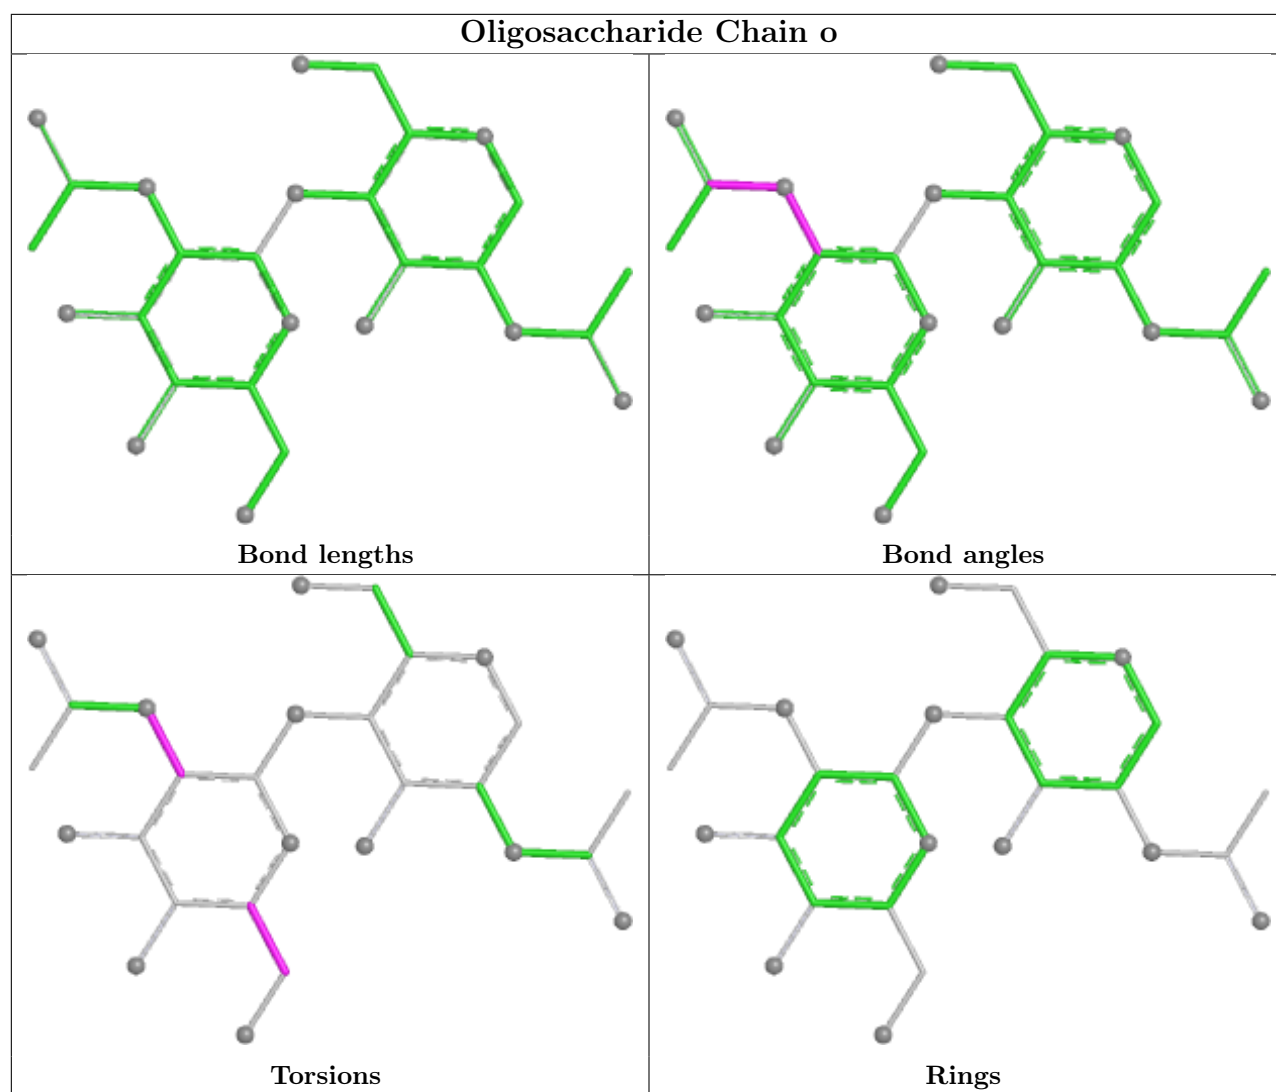 Oligosaccharide Chain o
Bond lengths
Bond angles
Torsions
Rings